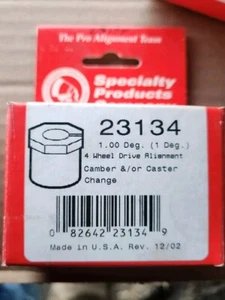 The Pro Alignment Team
Specialty
Products
23134
1.00 Deg. (1 Deg.)
4 Wheel Drive Alignment
Camber &/or Caster
Change
0 82642 23134 9
Made in U.S.A. Rev. 12/02